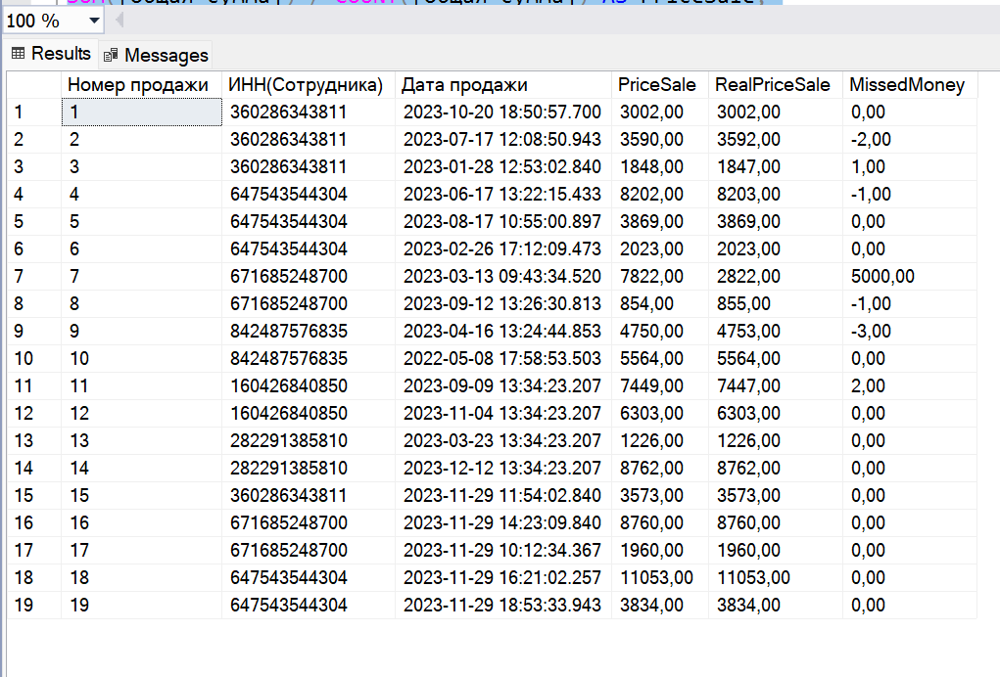 SUM([Общая сумма]) / COUNT([Общая сумма]) AS PriceSale,
100 %
Results Messages
Номер продажи ИНН(Сотрудника) Дата продажи PriceSale RealPriceSale MissedMoney
1 1 360286343811 2023-10-20 18:50:57.700 3002,00 3002,00 0,00
2 2 360286343811 2023-07-17 12:08:50.943 3590,00 3592,00 -2,00
3 3 360286343811 2023-01-28 12:53:02.840 1848,00 1847,00 1,00
4 4 647543544304 2023-06-17 13:22:15.433 8202,00 8203,00 -1,00
5 5 647543544304 2023-08-17 10:55:00.897 3869,00 3869,00 0,00
6 6 647543544304 2023-02-26 17:12:09.473 2023,00 2023,00 0,00
7 7 671685248700 2023-03-13 09:43:34.520 7822,00 2822,00 5000,00
8 8 671685248700 2023-09-12 13:26:30.813 854,00 855,00 -1,00
9 9 842487576835 2023-04-16 13:24:44.853 4750,00 4753,00 -3,00
10 10 842487576835 2022-05-08 17:58:53.503 5564,00 5564,00 0,00
11 11 160426840850 2023-09-09 13:34:23.207 7449,00 7447,00 2,00
12 12 160426840850 2023-11-04 13:34:23.207 6303,00 6303,00 0,00
13 13 282291385810 2023-03-23 13:34:23.207 1226,00 1226,00 0,00
14 14 282291385810 2023-12-12 13:34:23.207 8762,00 8762,00 0,00
15 15 360286343811 2023-11-29 11:54:02.840 3573,00 3573,00 0,00
16 16 671685248700 2023-11-29 14:23:09.840 8760,00 8760,00 0,00
17 17 671685248700 2023-11-29 10:12:34.367 1960,00 1960,00 0,00
18 18 647543544304 2023-11-29 16:21:02.257 11053,00 11053,00 0,00
19 19 647543544304 2023-11-29 18:53:33.943 3834,00 3834,00 0,00